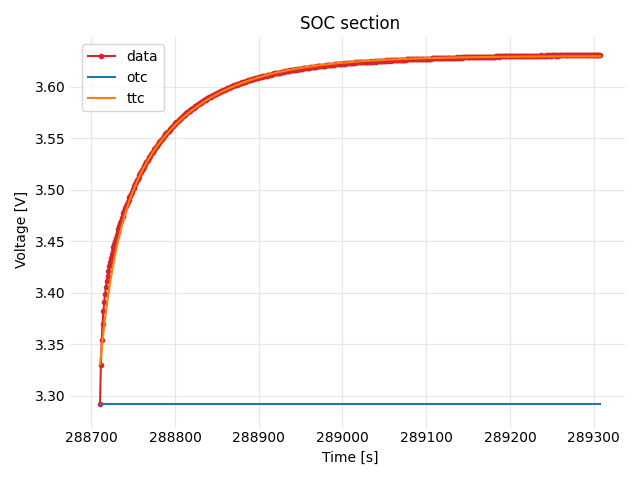 SOC section
data
otc
ttc
Voltage [V]
3.60
3.55
3.50
3.45
3.40
3.35
3.30
288700 288800 288900 289000 289100 289200 289300
Time [s]